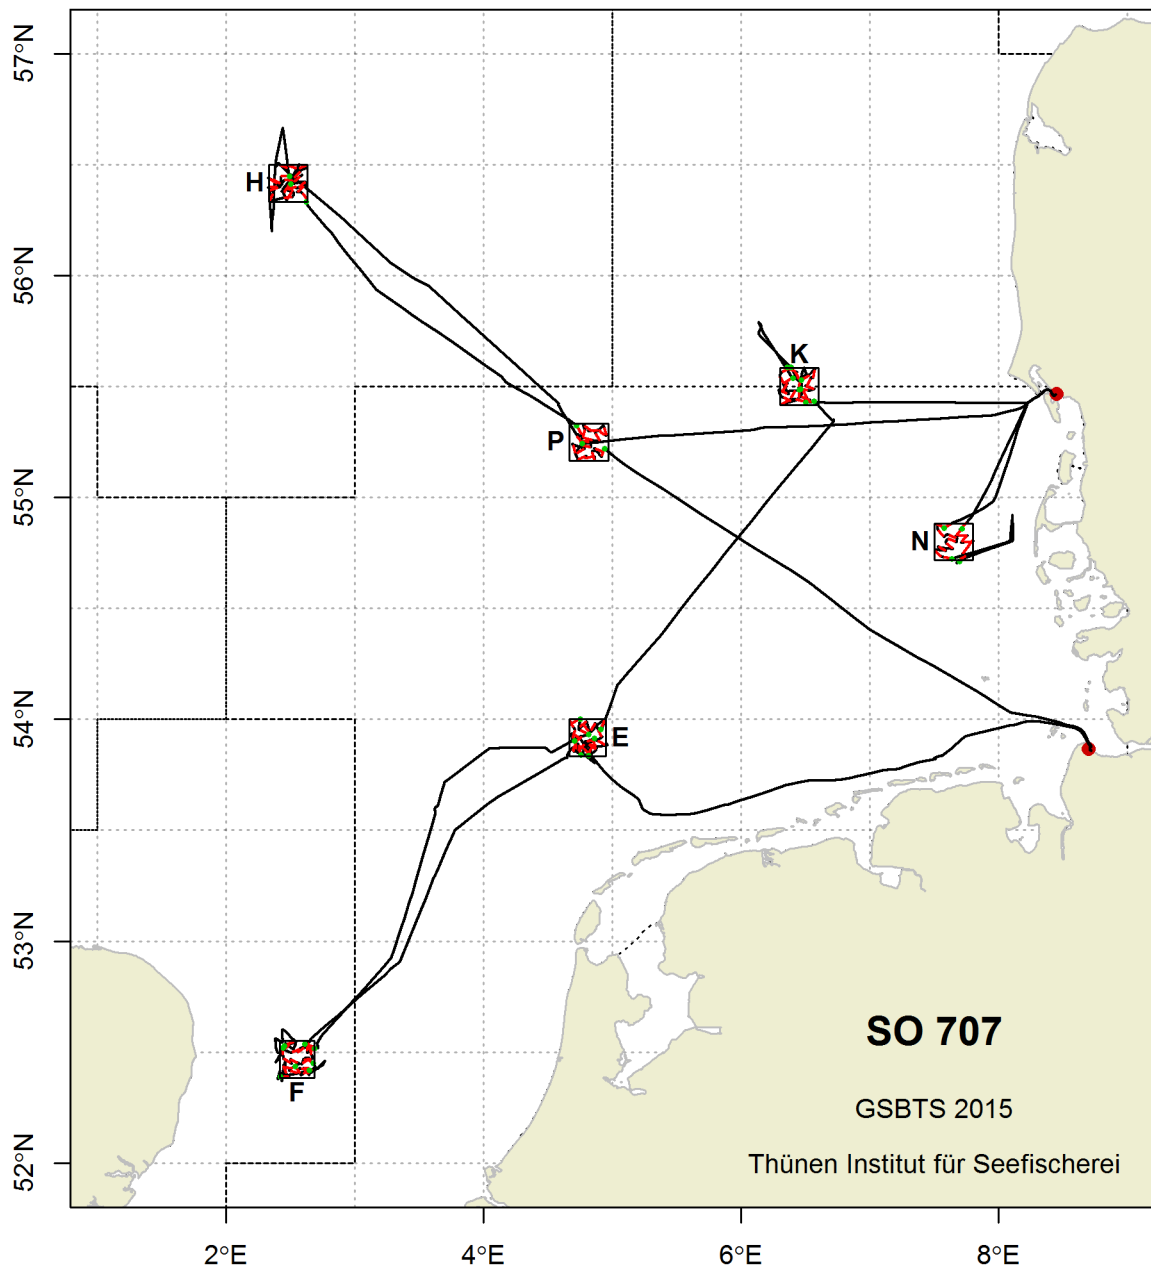 57°N
H
56°N
K
P
55°N
N
54°N
E
53°N
SO 707
F
GSBTS 2015
52°N
Thünen Institut für Seefischerei
2°E 4°E 6°E 8°E